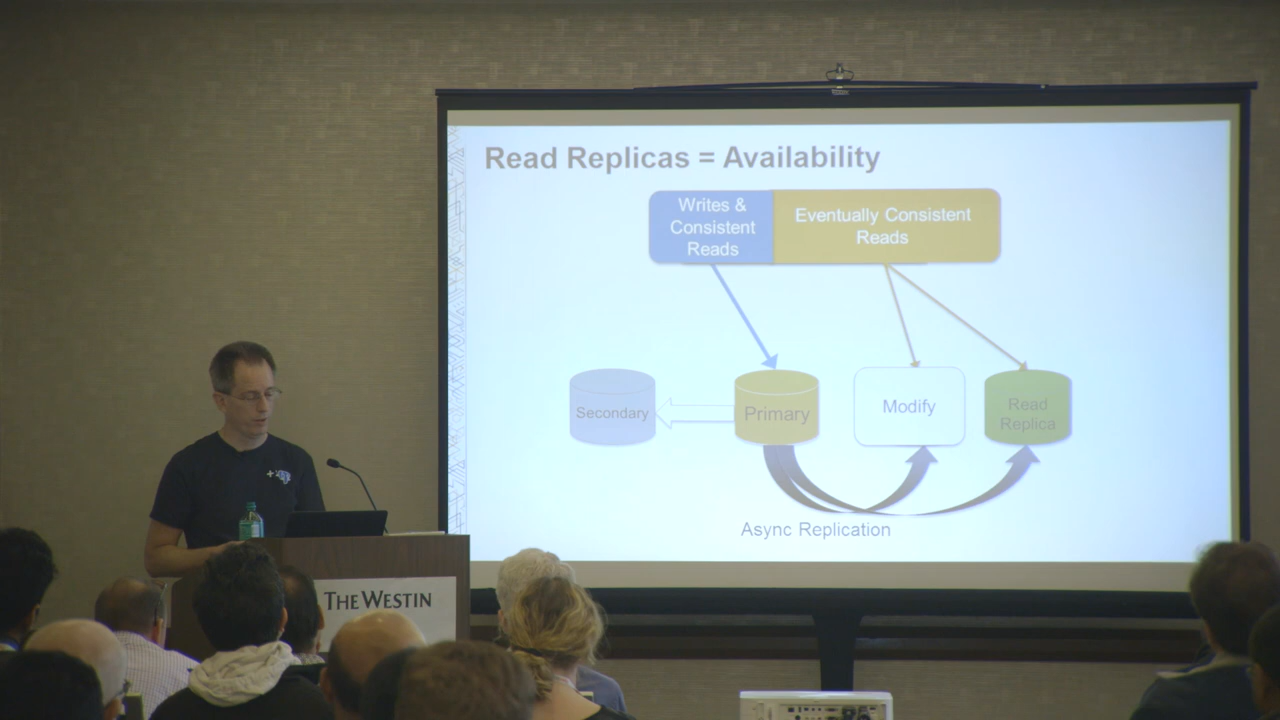 Read Replicas = Availability
Writes &
Consistent
Reads
Eventually Consistent
Reads
Secondary
Primary
Modify
Read
Replica
Async Replication
THE WESTIN